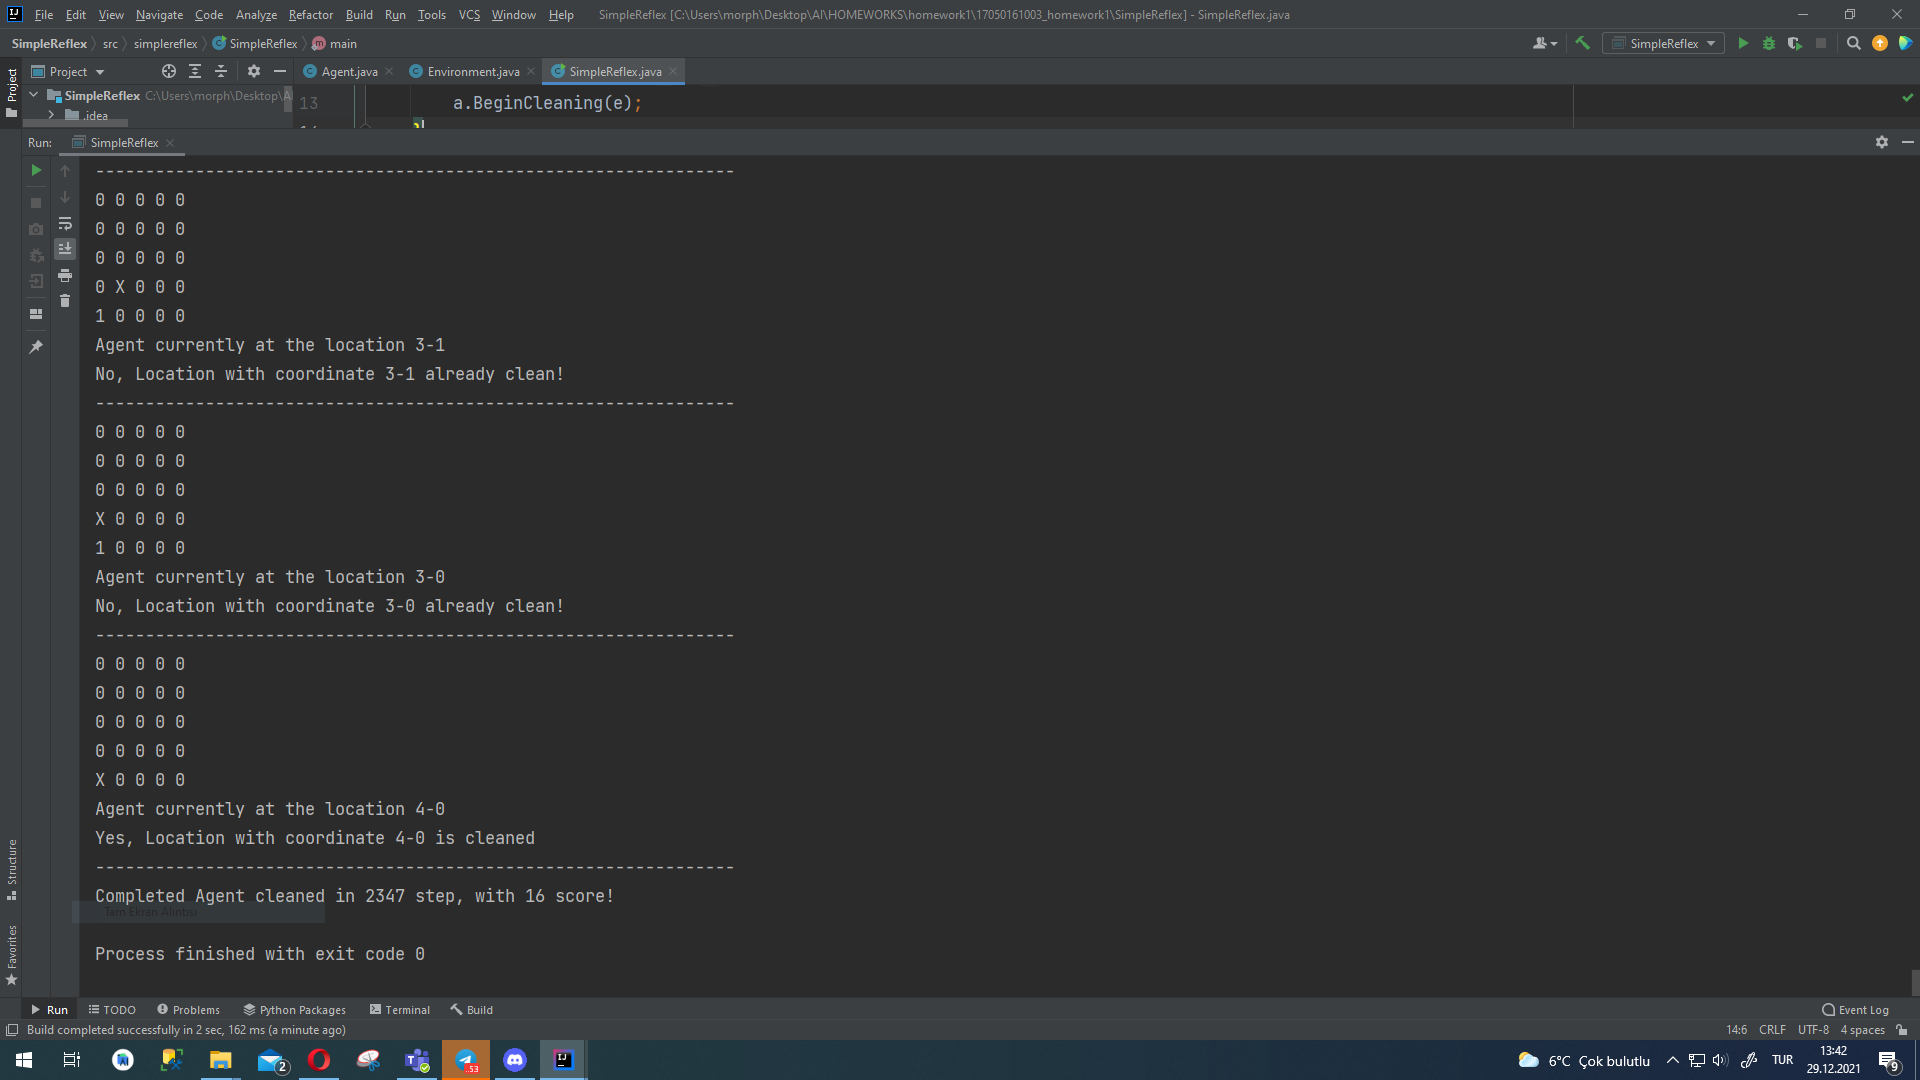 File Edit View Navigate Code Analyze Refactor Build Run Tools VCS Window Help SimpleReflex [C:\Users\morph\Desktop\AI\HOMEWORKS\homework1\17050161003_homework1\SimpleReflex] - SimpleReflex.java
SimpleReflex src simplereflex SimpleReflex main SimpleReflex
Project Project Agent.java Environment.java SimpleReflex.java
SimpleReflex C:\Users\morph\Desktop\A
.idea
13 a.BeginCleaning(e);
}
Run: SimpleReflex
----------------------------------------------------------------
0 0 0 0 0
0 0 0 0 0
0 0 0 0 0
0 X 0 0 0
1 0 0 0 0
Agent currently at the location 3-1
No, Location with coordinate 3-1 already clean!
----------------------------------------------------------------
0 0 0 0 0
0 0 0 0 0
0 0 0 0 0
X 0 0 0 0
1 0 0 0 0
Agent currently at the location 3-0
No, Location with coordinate 3-0 already clean!
----------------------------------------------------------------
0 0 0 0 0
0 0 0 0 0
0 0 0 0 0
0 0 0 0 0
X 0 0 0 0
Agent currently at the location 4-0
Yes, Location with coordinate 4-0 is cleaned
----------------------------------------------------------------
Completed Agent cleaned in 2347 step, with 16 score!
Tam Ekran Alıntısı
Process finished with exit code 0
Structure
Favorites
Run TODO Problems Python Packages Terminal Build Event Log
Build completed successfully in 2 sec, 162 ms (a minute ago) 14:6 CRLF UTF-8 4 spaces
2 53 6°C Çok bulutlu TUR 13:42
29.12.2021 9